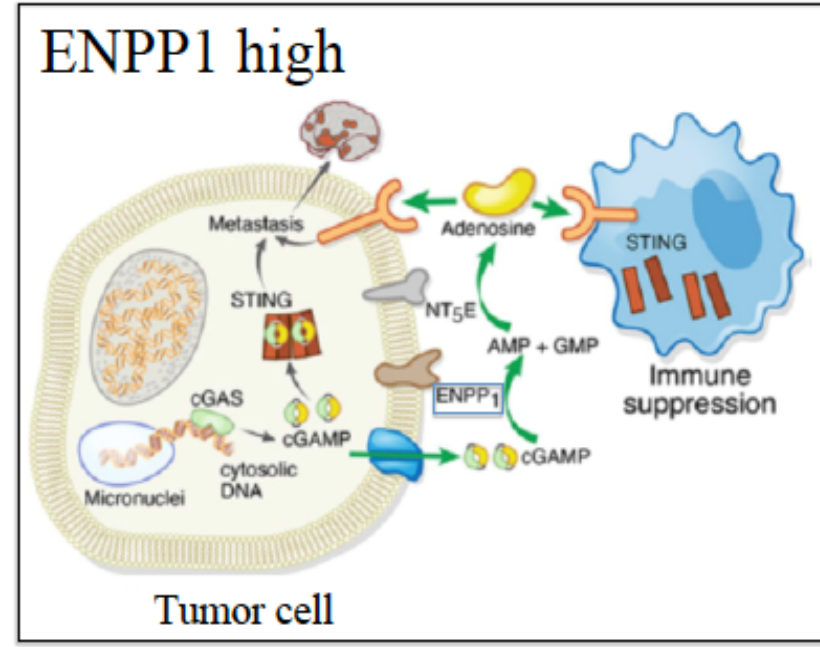 ENPP1 high
Metastasis
Adenosine
STING
STING
NT5E
AMP + GMP
Immune
suppression
cGAS
ENPP1
cGAMP
cGAMP
cytosolic
DNA
Micronuclei
Tumor cell